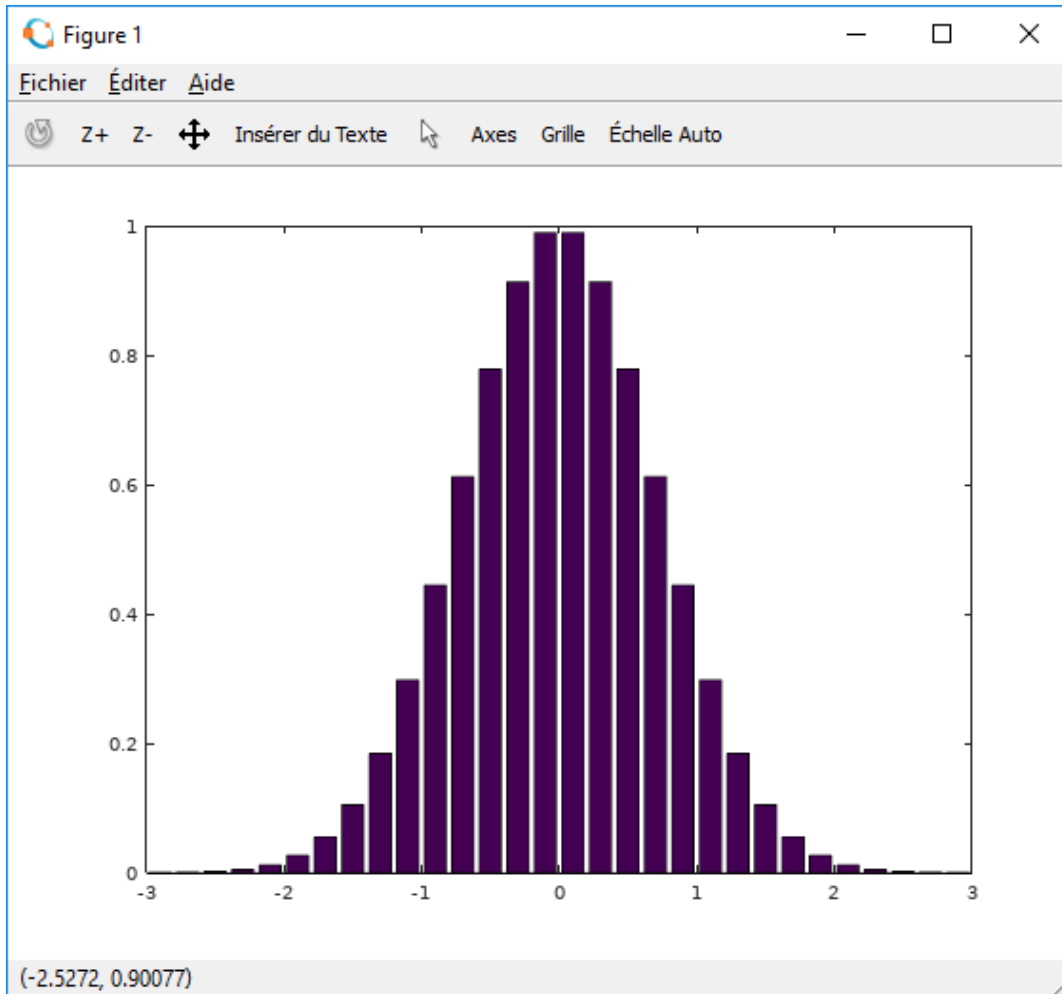 Figure 1
Fichier Éditer Aide
Z+ Z- Insérer du Texte Axes Grille Échelle Auto
1
0.8
0.6
0.4
0.2
0
-3 -2 -1 0 1 2 3
(-2.5272, 0.90077)